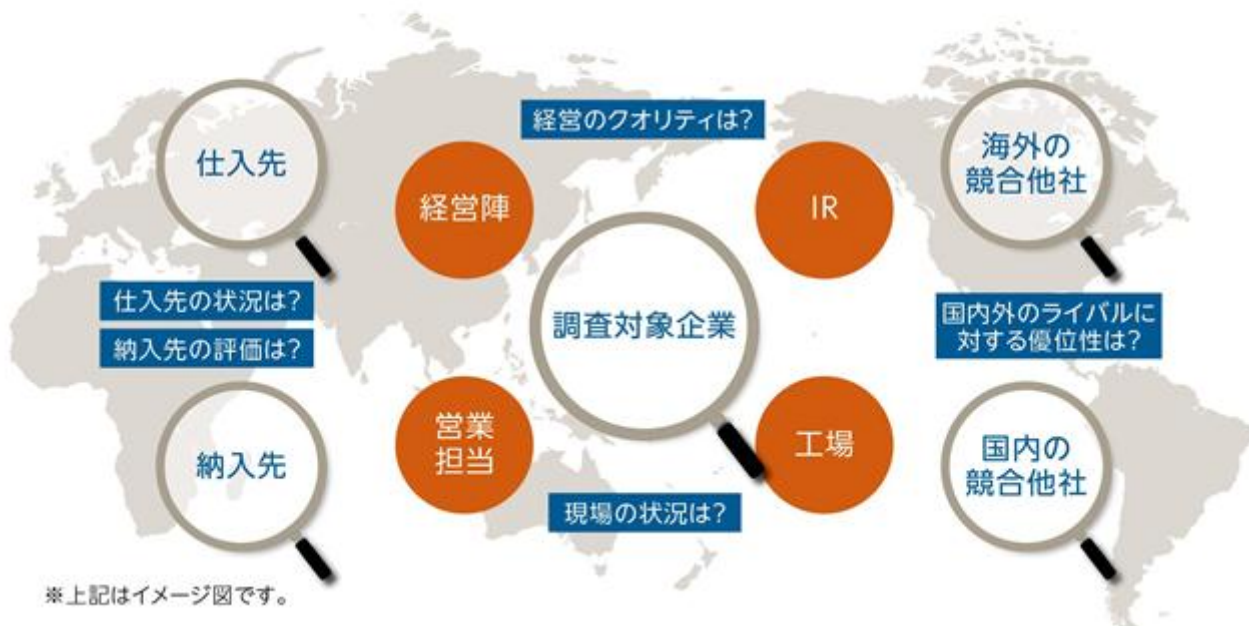 経営のクオリティは?
仕入先
経営陣
IR
海外の
競合他社
仕入先の状況は?
納入先の評価は?
調査対象企業
国内外のライバルに
対する優位性は?
納入先
営業
担当
工場
国内の
競合他社
現場の状況は?
※上記はイメージ図です。